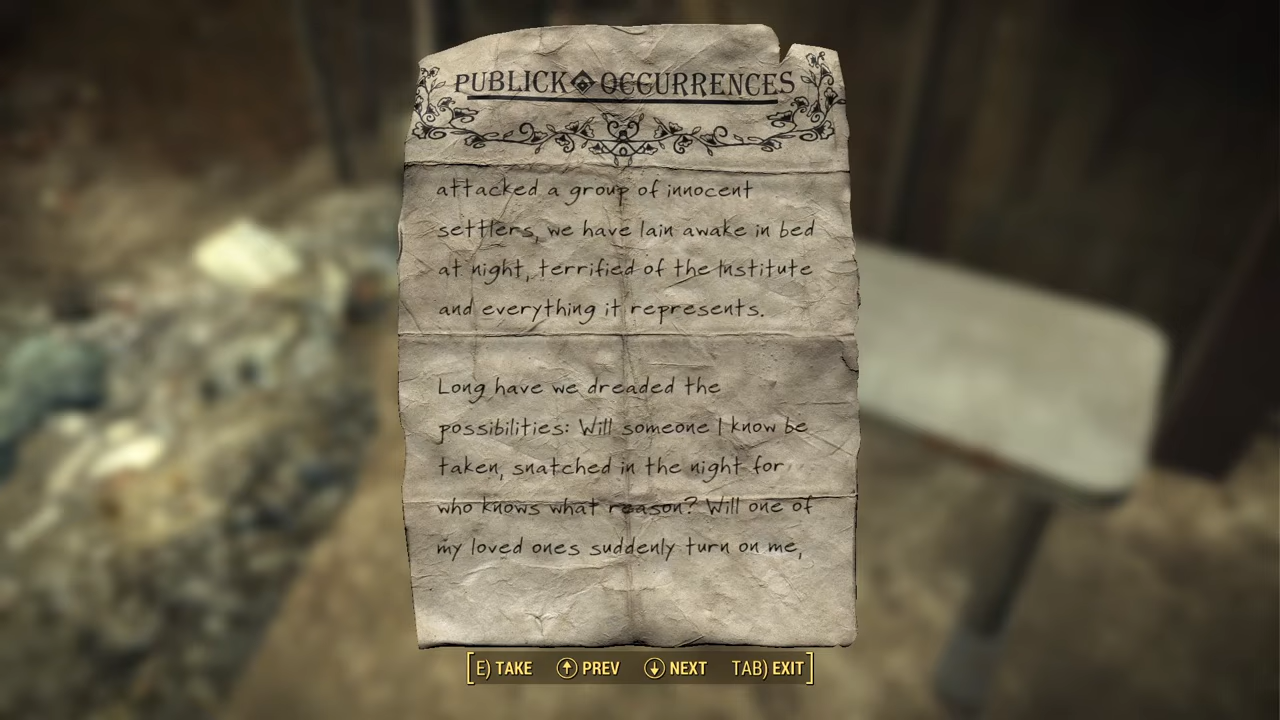 PUBLICK OCCURRENCES
attacked a group of innocent
settlers, we have lain awake in bed
at night, terrified of the Institute
and everything it represents.
Long have we dreaded the
possibilities: Will someone I know be
taken, snatched in the night for
who knows what reason? Will one of
my loved ones suddenly turn on me,
E) TAKE PREV NEXT TAB) EXIT